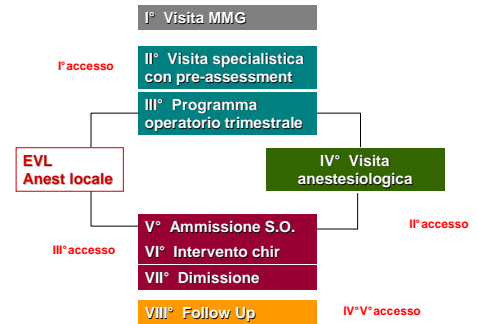 I° Visita MMG
I°accesso
II° Visita specialistica
con pre-assessment
III° Programma
operatorio trimestrale
EVL
Anest locale
IV° Visita
anestesiologica
V° Ammissione S.O.
II°accesso
III°accesso
VI° Intervento chir
VII° Dimissione
VIII° Follow Up
IV°V°accesso